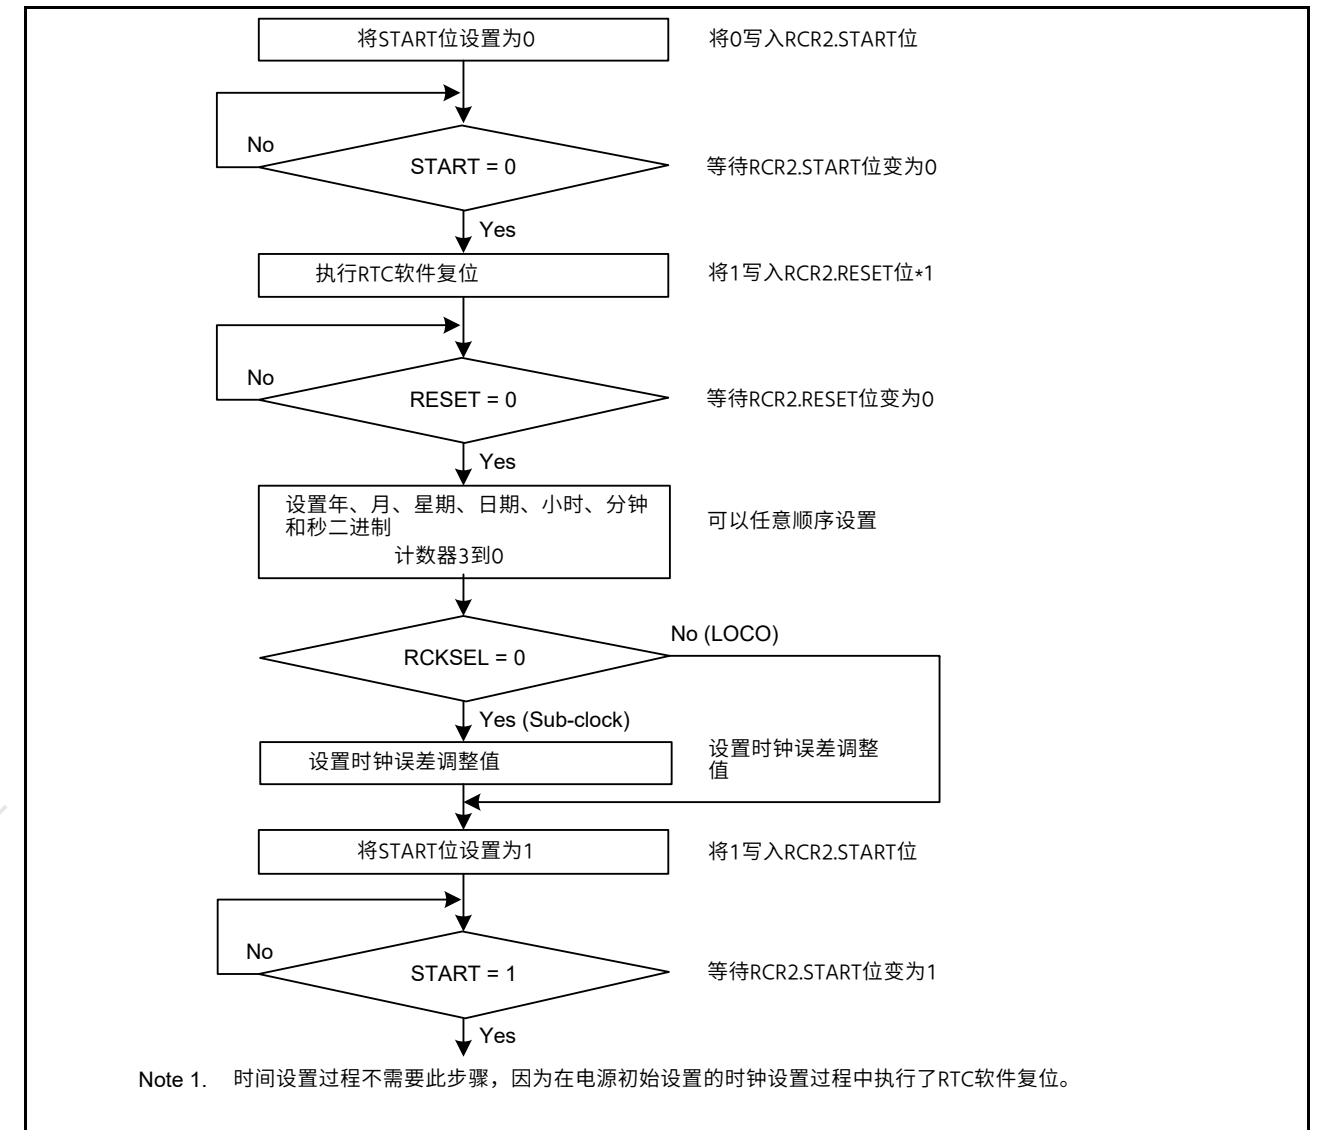 将START位设置为0
将0写入RCR2.START位
No
START = 0
等待RCR2.START位变为0
Yes
执行RTC软件复位
将1写入RCR2.RESET位*1
No
RESET = 0
等待RCR2.RESET位变为0
Yes
设置年、月、星期、日期、小时、分钟
和秒二进制
计数器3到0
可以任意顺序设置
No (LOCO)
RCKSEL = 0
Yes (Sub-clock)
设置时钟误差调整值
设置时钟误差调整
值
将START位设置为1
将1写入RCR2.START位
No
START = 1
等待RCR2.START位变为1
Yes
Note 1. 时间设置过程不需要此步骤，因为在电源初始设置的时钟设置过程中执行了RTC软件复位。